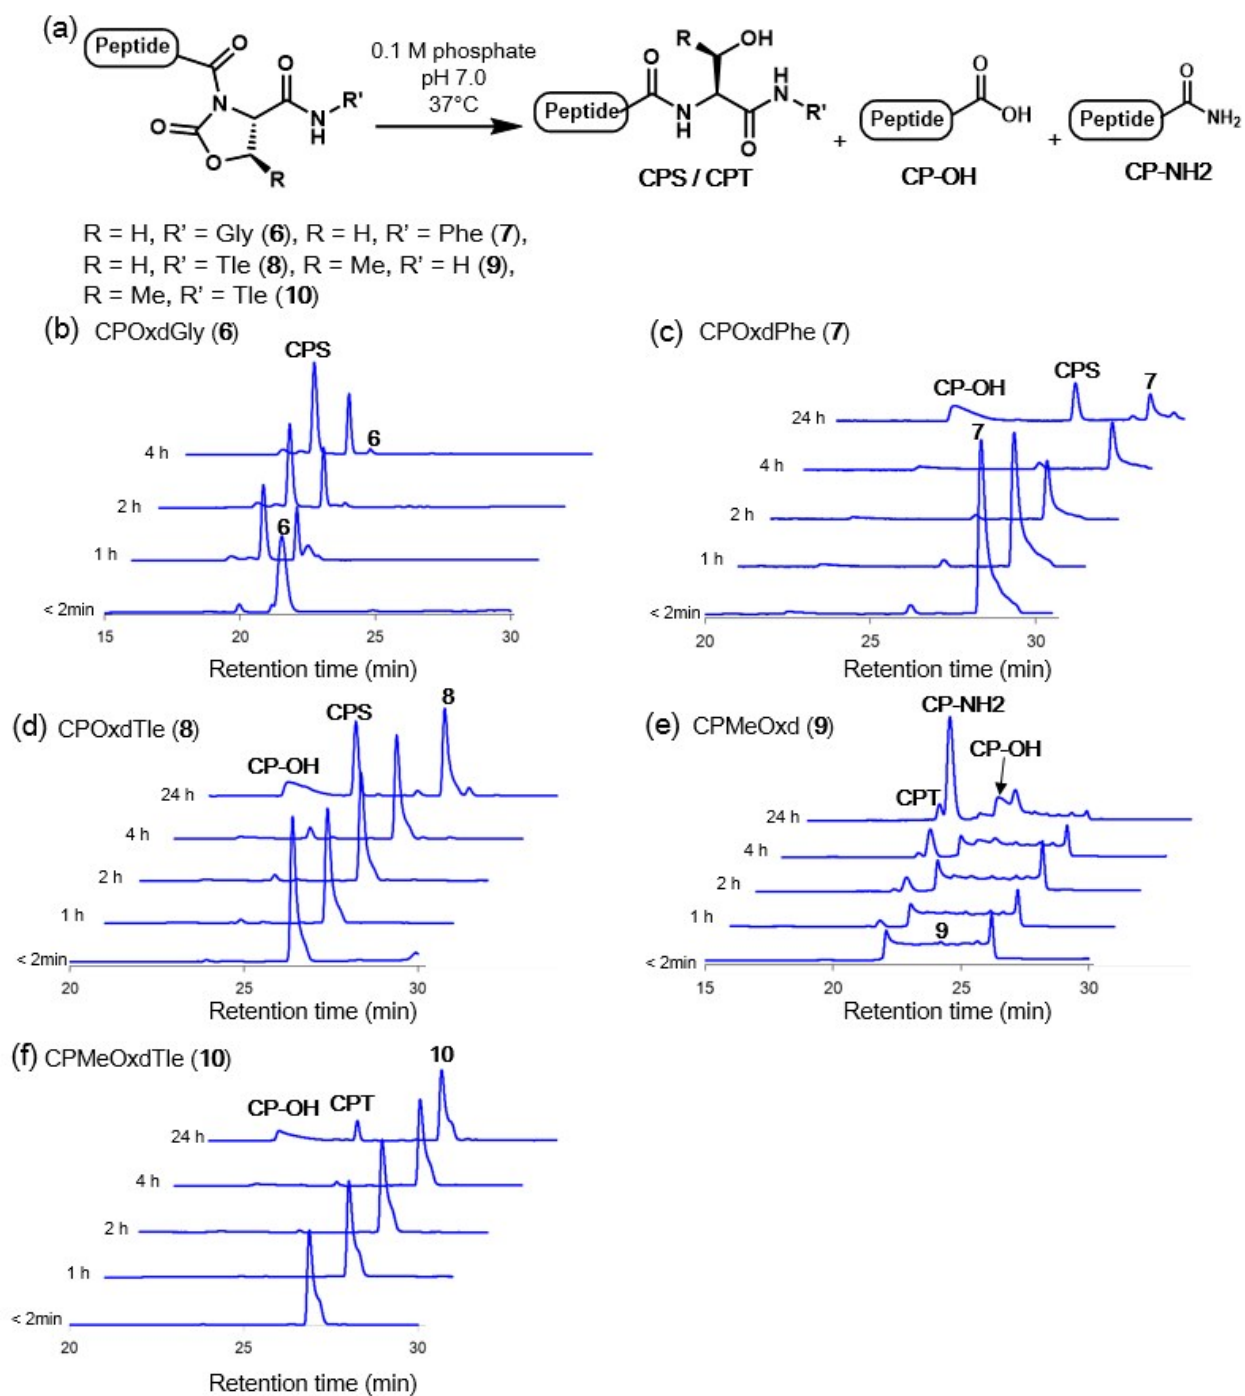 (a)
Peptide
O
O
N
O
O
N
H
R'
R
0.1 M phosphate
pH 7.0
37°C
Peptide
O
N
H
R
OH
H
N
R'
O
CPS / CPT
+
Peptide
O
OH
CP-OH
+
Peptide
O
NH2
CP-NH2
R = H, R' = Gly (6), R = H, R' = Phe (7),
R = H, R' = Tle (8), R = Me, R' = H (9),
R = Me, R' = Tle (10)
(b) CPOxdGly (6)
CPS
6
4 h
2 h
1 h
6
< 2min
15 20 25 30
Retention time (min)
(c) CPOxdPhe (7)
CP-OH
CPS
7
24 h
7
4 h
2 h
1 h
< 2min
20 25 30
Retention time (min)
(d) CPOxdTle (8)
CP-OH
CPS
8
24 h
4 h
2 h
1 h
< 2min
20 25 30
Retention time (min)
(e) CPMeOxd (9)
CP-NH2
CP-OH
CPT
24 h
4 h
2 h
1 h
9
< 2min
15 20 25 30
Retention time (min)
(f) CPMeOxdTle (10)
CP-OH
CPT
10
24 h
4 h
2 h
1 h
< 2min
20 25 30
Retention time (min)